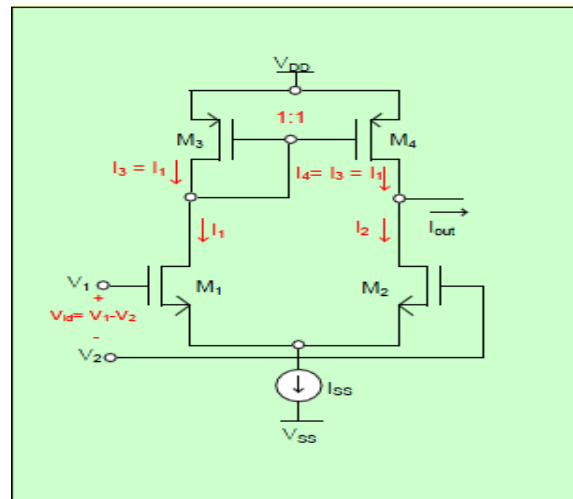 VDD
1:1
M3
M4
I3 = I1
I4= I3 = I1
I1
I2
Iout
V1
+
M1
M2
Vid= V1-V2
-
V2
ISS
VSS